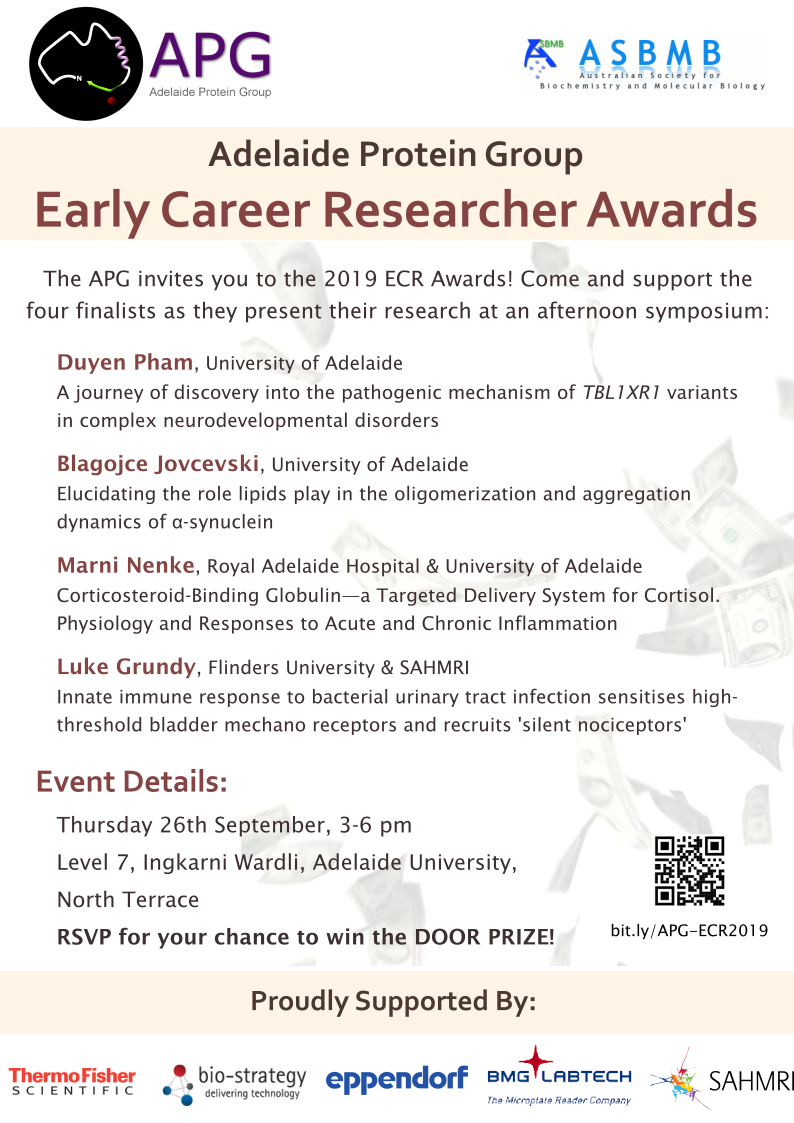 N
APG
Adelaide Protein Group
ASBMB
ASBMB
Australian Society for
Biochemistry and Molecular Biology
Adelaide Protein Group
Early Career Researcher Awards
The APG invites you to the 2019 ECR Awards! Come and support the
four finalists as they present their research at an afternoon symposium:
Duyen Pham, University of Adelaide
A journey of discovery into the pathogenic mechanism of TBL1XR1 variants
in complex neurodevelopmental disorders
Blagojce Jovcevski, University of Adelaide
Elucidating the role lipids play in the oligomerization and aggregation
dynamics of α-synuclein
Marni Nenke, Royal Adelaide Hospital & University of Adelaide
Corticosteroid-Binding Globulin—a Targeted Delivery System for Cortisol.
Physiology and Responses to Acute and Chronic Inflammation
Luke Grundy, Flinders University & SAHMRI
Innate immune response to bacterial urinary tract infection sensitises high-
threshold bladder mechano receptors and recruits 'silent nociceptors'
Event Details:
Thursday 26th September, 3-6 pm
Level 7, Ingkarni Wardli, Adelaide University,
North Terrace
RSVP for your chance to win the DOOR PRIZE!
bit.ly/APG-ECR2019
Proudly Supported By:
ThermoFisher
SCIENTIFIC
bio-strategy
delivering technology
eppendorf
BMG LABTECH
The Microplate Reader Company
SAHMRI